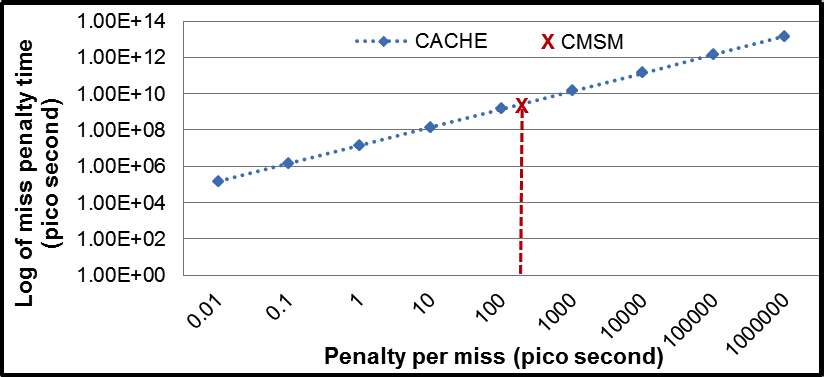 Log of miss penalty time
(pico second)
1.00E+14
1.00E+12
1.00E+10
1.00E+08
1.00E+06
1.00E+04
1.00E+02
1.00E+00
CACHE
X CMSM
X
0.01
0.1
1
10
100
1000
10000
100000
1000000
Penalty per miss (pico second)